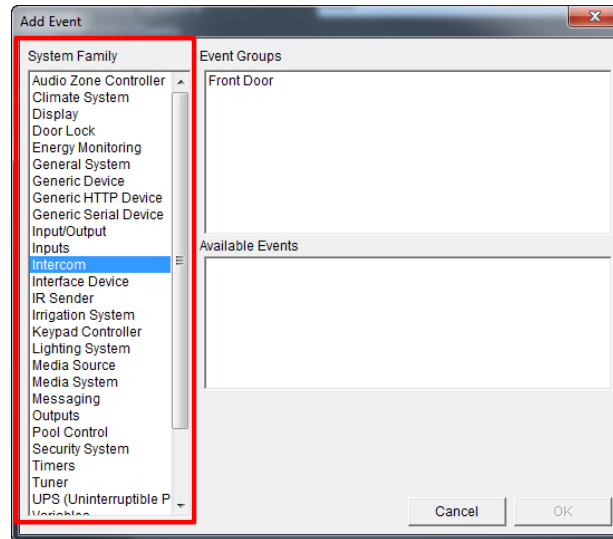 Add Event
System Family
Audio Zone Controller
Climate System
Display
Door Lock
Energy Monitoring
General System
Generic Device
Generic HTTP Device
Generic Serial Device
Input/Output
Inputs
Intercom
Interface Device
IR Sender
Irrigation System
Keypad Controller
Lighting System
Media Source
Media System
Messaging
Outputs
Pool Control
Security System
Timers
Tuner
UPS (Uninterruptible P
Variables
Event Groups
Front Door
Available Events
Cancel
OK